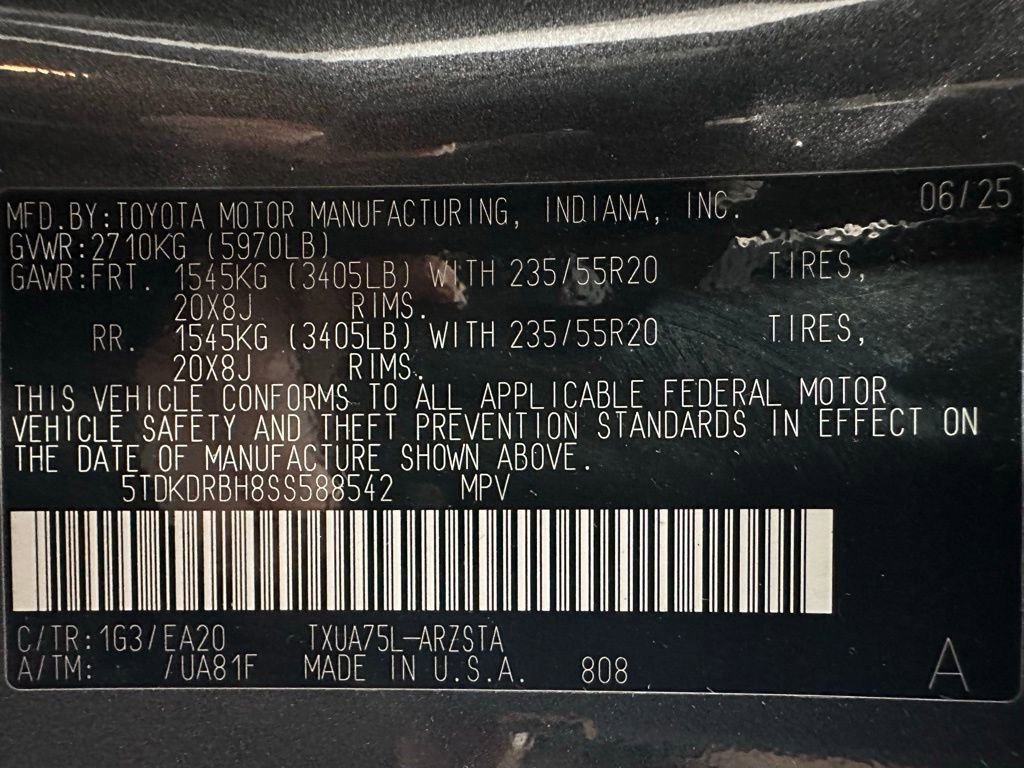 06/25
MFD.BY:TOYOTA MOTOR MANUFACTURING, INDIANA, INC.
GVWR:2710KG (5970LB)
GAWR:FRT. 1545KG (3405LB) WITH 235/55R20 TIRES,
20X8J RIMS.
RR. 1545KG (3405LB) WITH 235/55R20 TIRES,
20X8J RIMS.
THIS VEHICLE CONFORMS TO ALL APPLICABLE FEDERAL MOTOR
VEHICLE SAFETY AND THEFT PREVENTION STANDARDS IN EFFECT ON
THE DATE OF MANUFACTURE SHOWN ABOVE.
5TDKDRBH8SS588542 MPV
C/TR:1G3/EA20 TXUA75L-ARZSTA
A/TM: /UA81F MADE IN U.S.A. 808
A